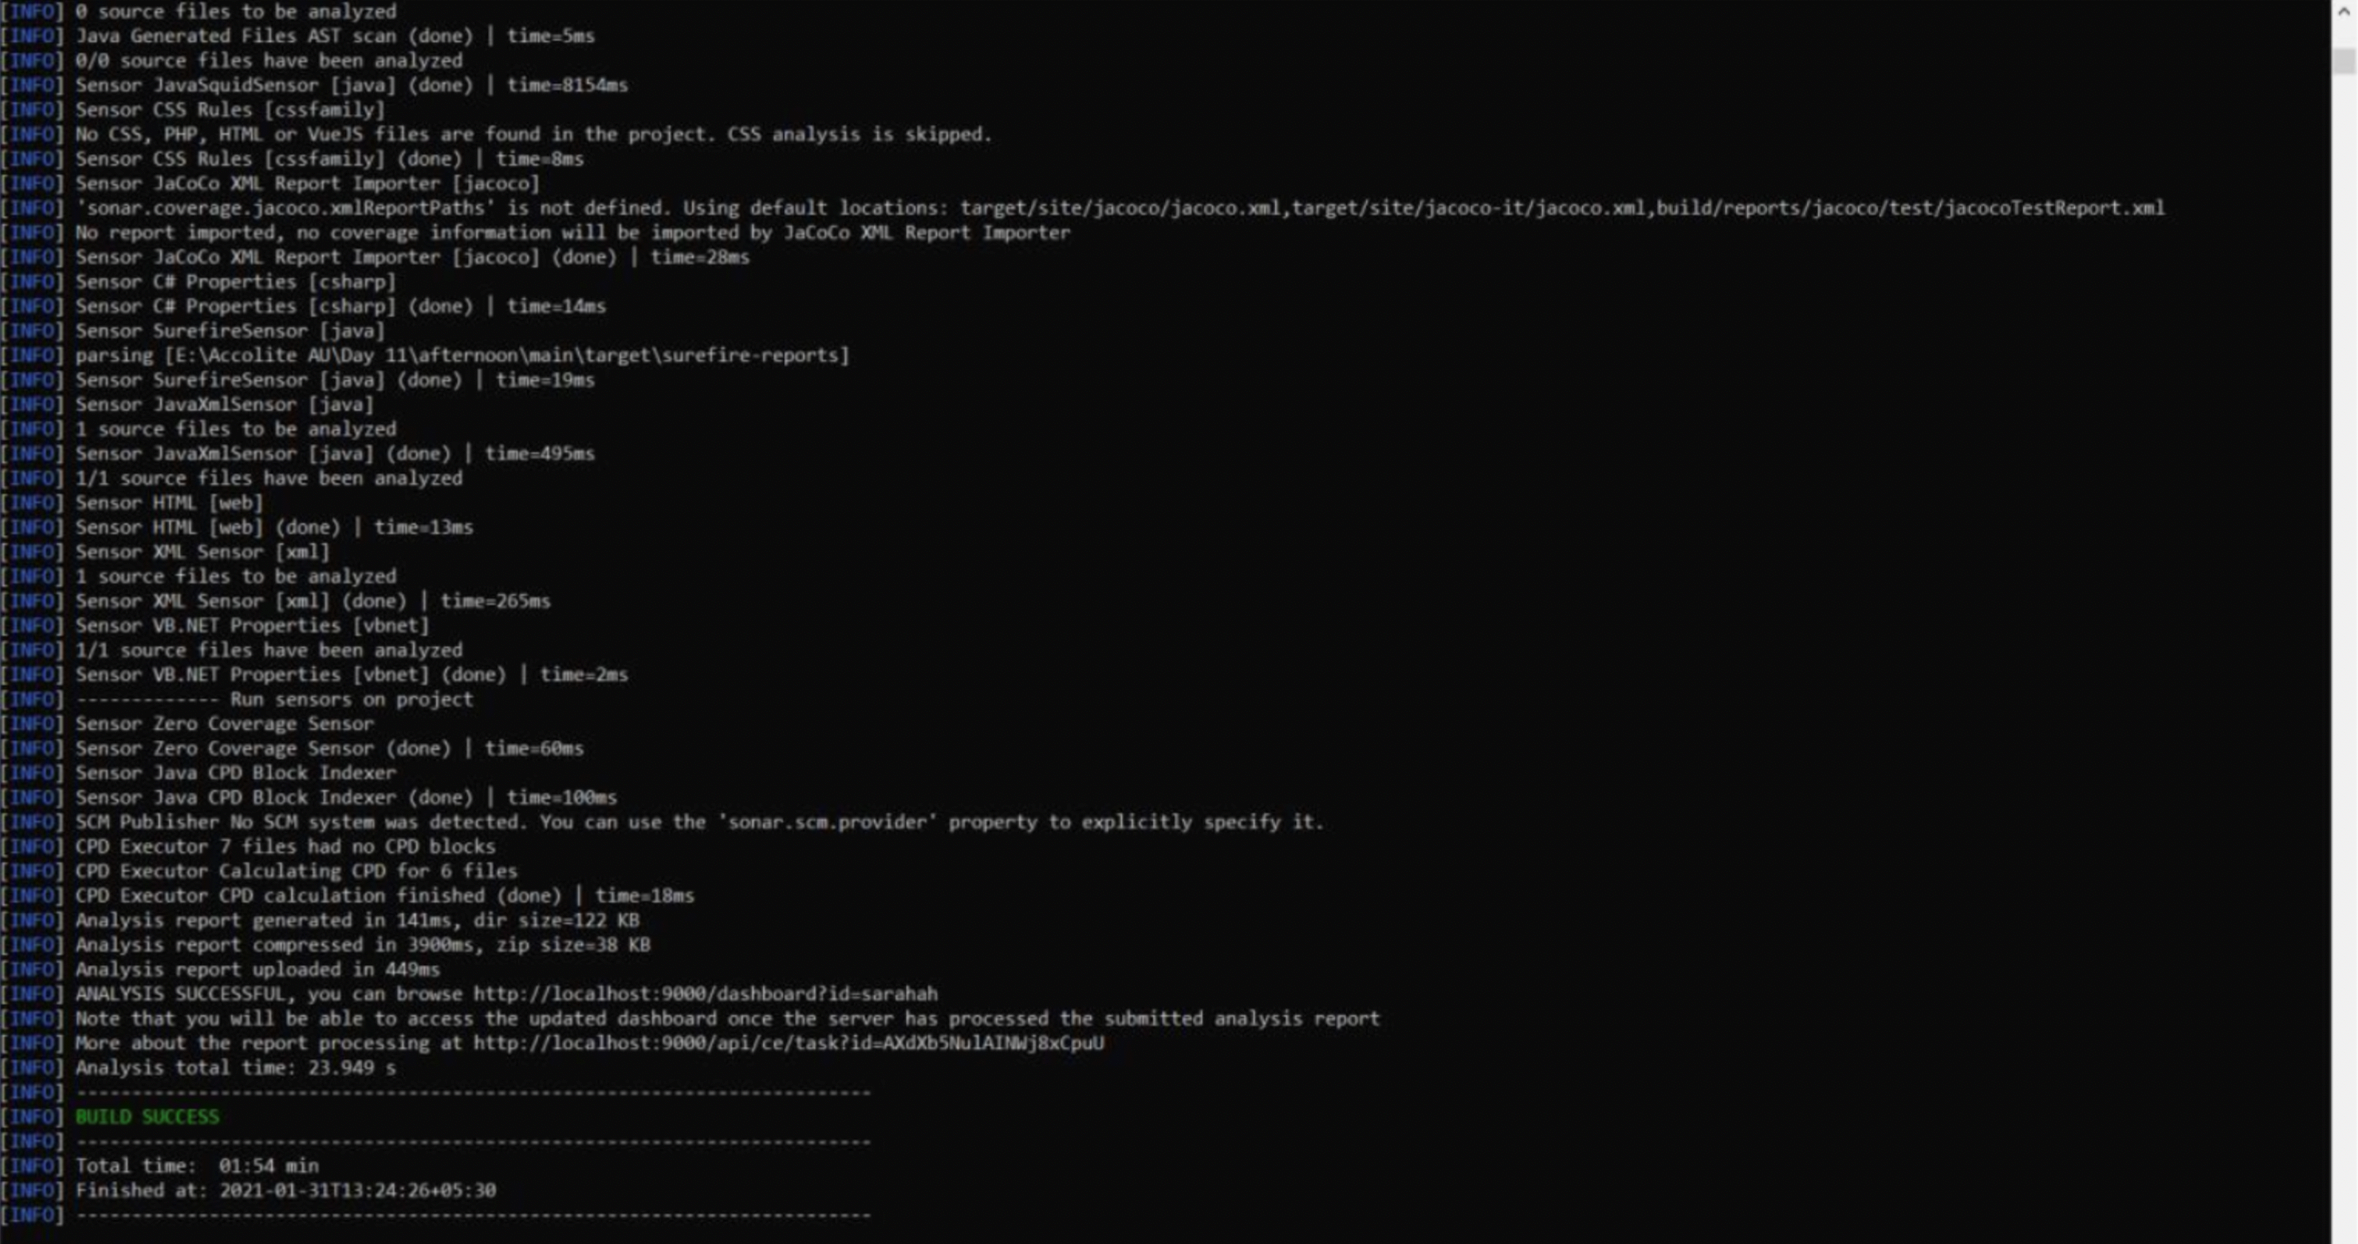 [INFO] 0 source files to be analyzed
[INFO] Java Generated Files AST scan (done) | time=5ms
[INFO] 0/0 source files have been analyzed
[INFO] Sensor JavaSquidSensor [java] (done) | time=8154ms
[INFO] Sensor CSS Rules [cssfamily]
[INFO] No CSS, PHP, HTML or VueJS files are found in the project. CSS analysis is skipped.
[INFO] Sensor CSS Rules [cssfamily] (done) | time=8ms
[INFO] Sensor JaCoCo XML Report Importer [jacoco]
[INFO] 'sonar.coverage.jacoco.xmlReportPaths' is not defined. Using default locations: target/site/jacoco/jacoco.xml,target/site/jacoco-it/jacoco.xml,build/reports/jacoco/test/jacocoTestReport.xml
[INFO] No report imported, no coverage information will be imported by JaCoCo XML Report Importer
[INFO] Sensor JaCoCo XML Report Importer [jacoco] (done) | time=28ms
[INFO] Sensor C# Properties [csharp]
[INFO] Sensor C# Properties [csharp] (done) | time=14ms
[INFO] Sensor SurefireSensor [java]
[INFO] parsing [E:\Accolite AU\Day 11\afternoon\main\target\surefire-reports]
[INFO] Sensor SurefireSensor [java] (done) | time=19ms
[INFO] Sensor JavaXmlSensor [java]
[INFO] 1 source files to be analyzed
[INFO] Sensor JavaXmlSensor [java] (done) | time=495ms
[INFO] 1/1 source files have been analyzed
[INFO] Sensor HTML [web]
[INFO] Sensor HTML [web] (done) | time=13ms
[INFO] Sensor XML Sensor [xml]
[INFO] 1 source files to be analyzed
[INFO] Sensor XML Sensor [xml] (done) | time=265ms
[INFO] Sensor VB.NET Properties [vbnet]
[INFO] 1/1 source files have been analyzed
[INFO] Sensor VB.NET Properties [vbnet] (done) | time=2ms
[INFO] ------------- Run sensors on project
[INFO] Sensor Zero Coverage Sensor
[INFO] Sensor Zero Coverage Sensor (done) | time=60ms
[INFO] Sensor Java CPD Block Indexer
[INFO] Sensor Java CPD Block Indexer (done) | time=100ms
[INFO] SCM Publisher No SCM system was detected. You can use the 'sonar.scm.provider' property to explicitly specify it.
[INFO] CPD Executor 7 files had no CPD blocks
[INFO] CPD Executor Calculating CPD for 6 files
[INFO] CPD Executor CPD calculation finished (done) | time=18ms
[INFO] Analysis report generated in 141ms, dir size=122 KB
[INFO] Analysis report compressed in 3900ms, zip size=38 KB
[INFO] Analysis report uploaded in 449ms
[INFO] ANALYSIS SUCCESSFUL, you can browse http://localhost:9000/dashboard?id=sarahah
[INFO] Note that you will be able to access the updated dashboard once the server has processed the submitted analysis report
[INFO] More about the report processing at http://localhost:9000/api/ce/task?id=AXdXb5NulAINWj8xCpuU
[INFO] Analysis total time: 23.949 s
[INFO] ------------------------------------------------------------------------
[INFO] BUILD SUCCESS
[INFO] ------------------------------------------------------------------------
[INFO] Total time:  01:54 min
[INFO] Finished at: 2021-01-31T13:24:26+05:30
[INFO] ------------------------------------------------------------------------